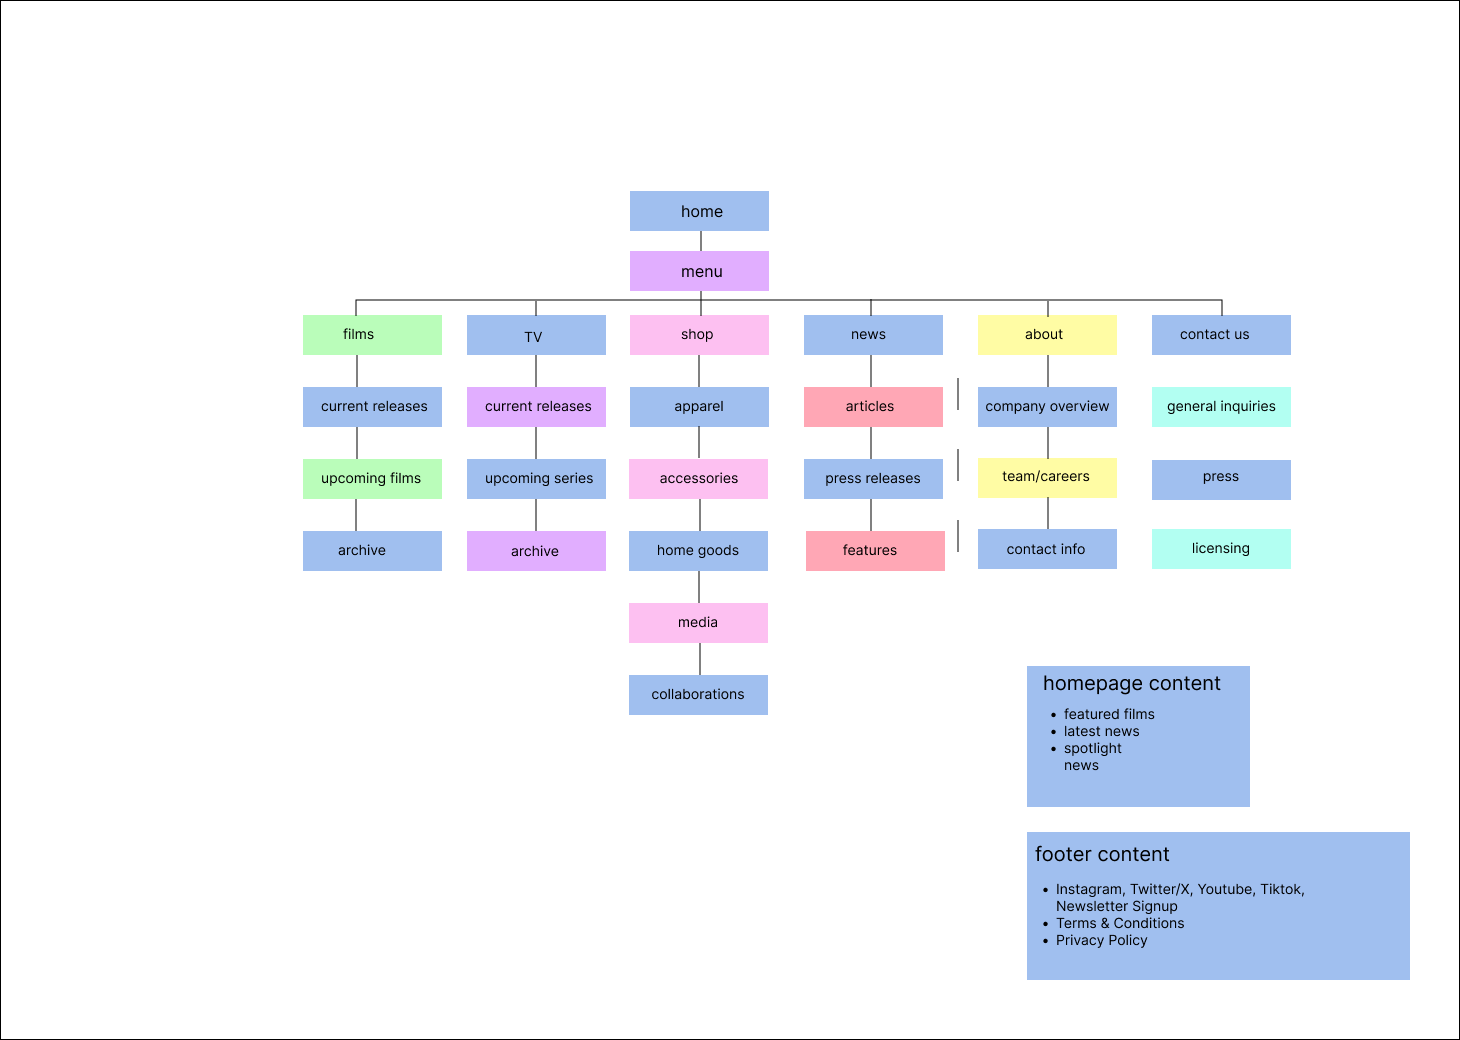 home
menu
films
TV
shop
news
about
contact us
current releases
current releases
apparel
articles
company overview
general inquiries
upcoming films
upcoming series
accessories
press releases
team/careers
press
archive
archive
home goods
features
contact info
licensing
media
collaborations
homepage content
• featured films
• latest news
• spotlight
news
footer content
• Instagram, Twitter/X, Youtube, Tiktok,
Newsletter Signup
• Terms & Conditions
• Privacy Policy